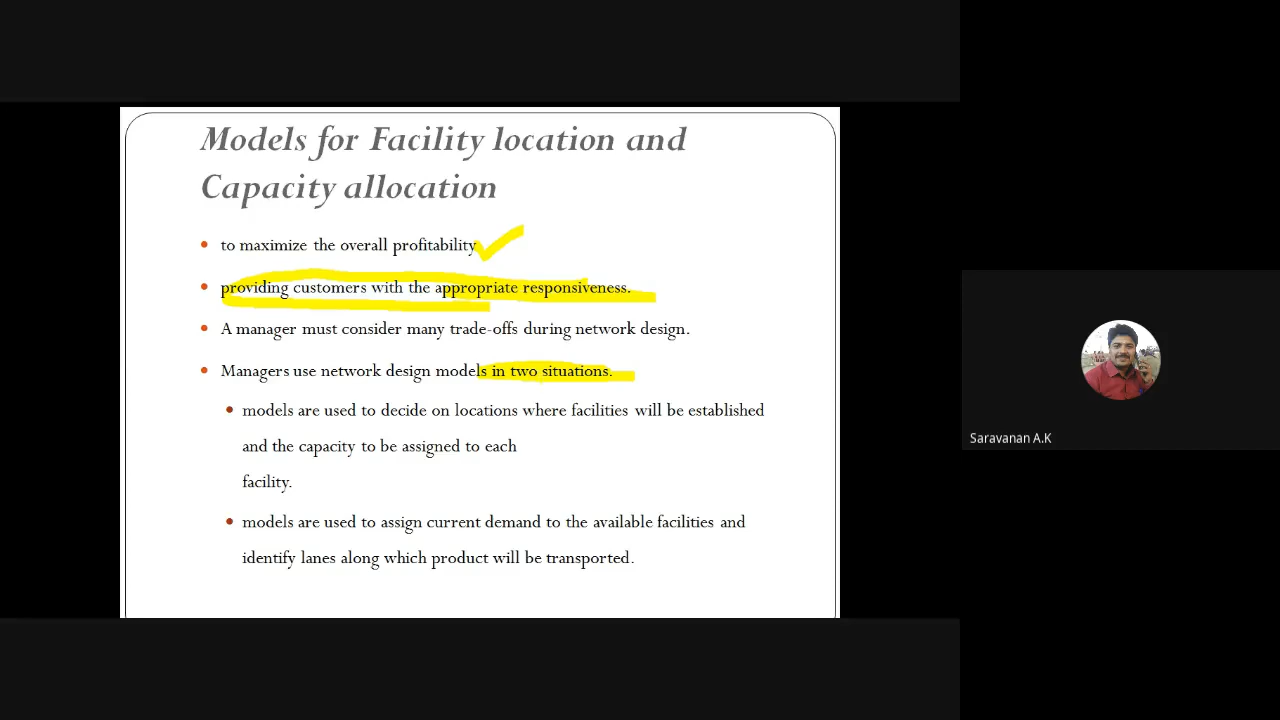 Models for Facility location and
Capacity allocation
• to maximize the overall profitability
• providing customers with the appropriate responsiveness.
• A manager must consider many trade-offs during network design.
• Managers use network design models in two situations.
• models are used to decide on locations where facilities will be established
and the capacity to be assigned to each
facility.
• models are used to assign current demand to the available facilities and
identify lanes along which product will be transported.
Saravanan A.K